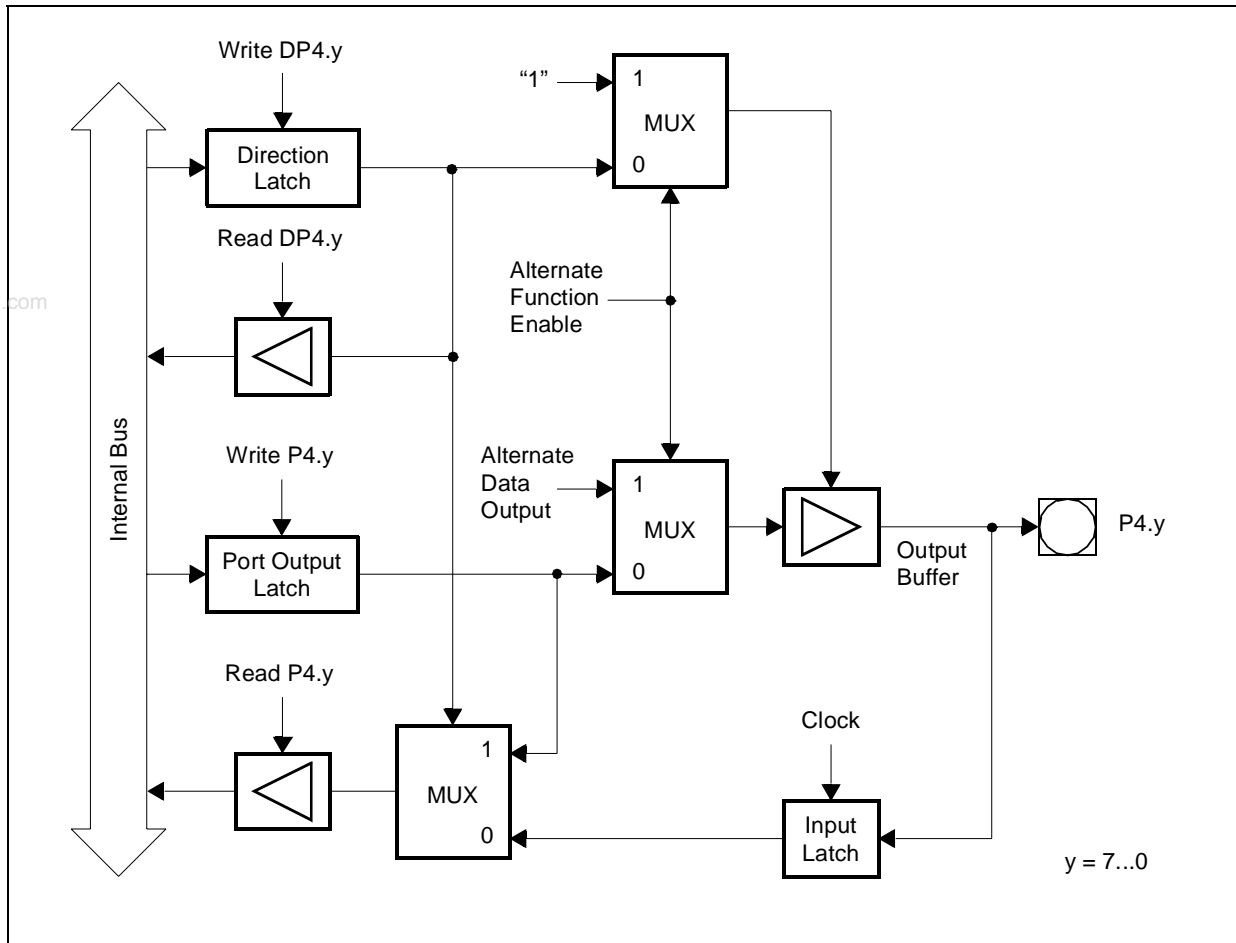 Write DP4.y
“1”
1
MUX
0
Direction
Latch
Read DP4.y
Alternate
Function
Enable
.com
Internal Bus
Write P4.y
Alternate
Data
Output
1
MUX
0
P4.y
Port Output
Latch
Output
Buffer
Read P4.y
Clock
1
MUX
0
Input
Latch
y = 7...0